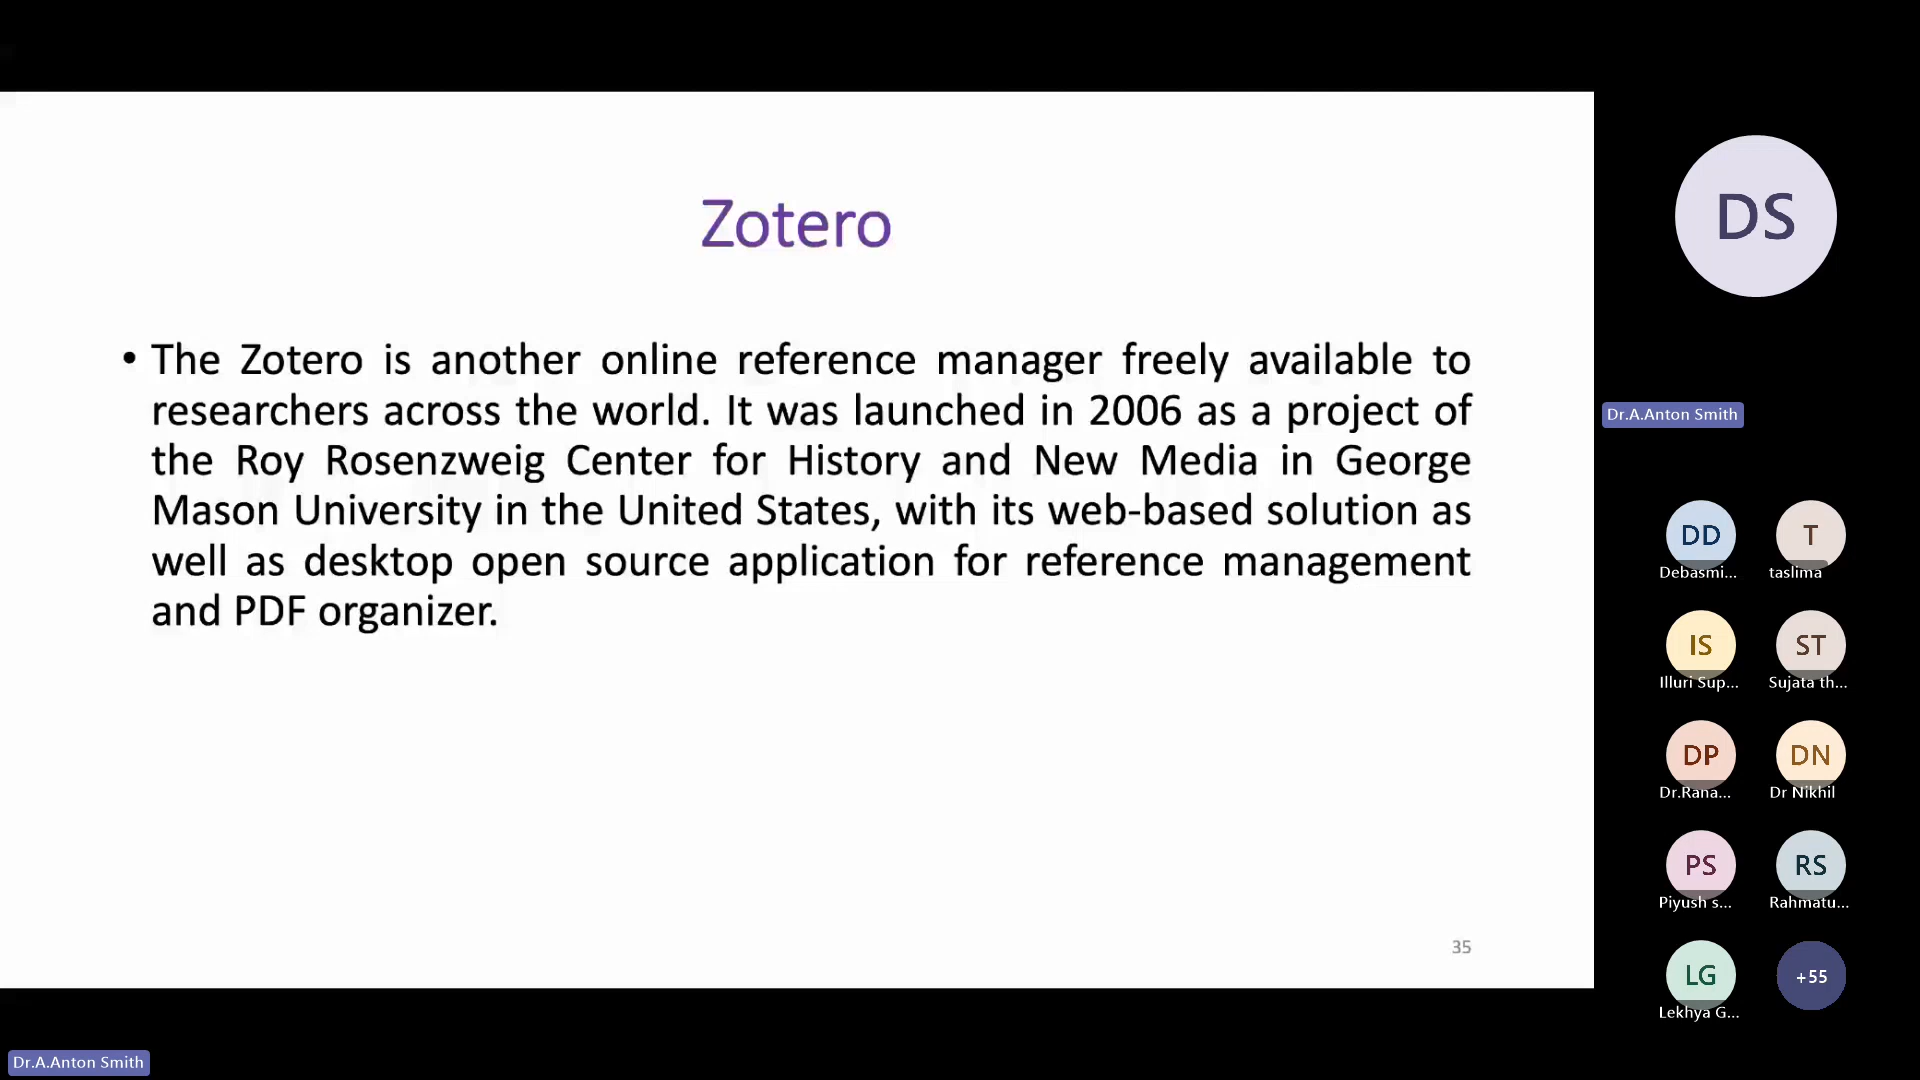 Zotero
• The Zotero is another online reference manager freely available to
researchers across the world. It was launched in 2006 as a project of
the Roy Rosenzweig Center for History and New Media in George
Mason University in the United States, with its web-based solution as
well as desktop open source application for reference management
and PDF organizer.
35
Dr.A.Anton Smith
DS
Dr.A.Anton Smith
DD
Debasmi...
T
taslima
IS
Illuri Sup...
ST
Sujata th...
DP
Dr.Rana...
DN
Dr Nikhil
PS
Piyush s...
RS
Rahmatu...
LG
Lekhya G...
+55